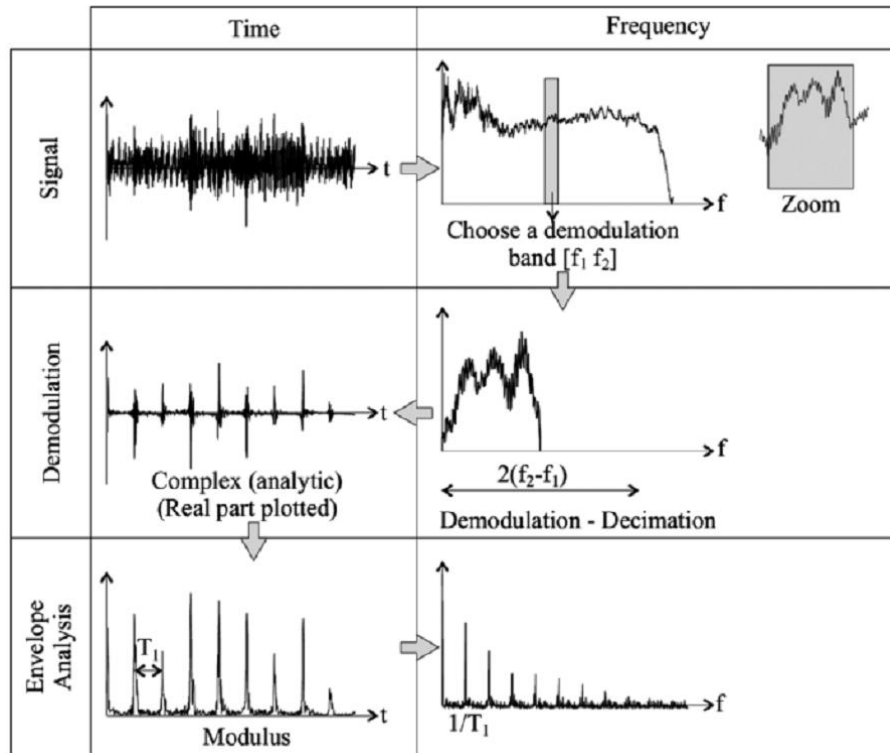 Time
Frequency
Signal
t
f
Choose a demodulation
band [f₁ f₂]
Zoom
Demodulation
t
Complex (analytic)
(Real part plotted)
f
2(f₂-f₁)
Demodulation - Decimation
Envelope
Analysis
T₁
t
Modulus
f
1/T₁